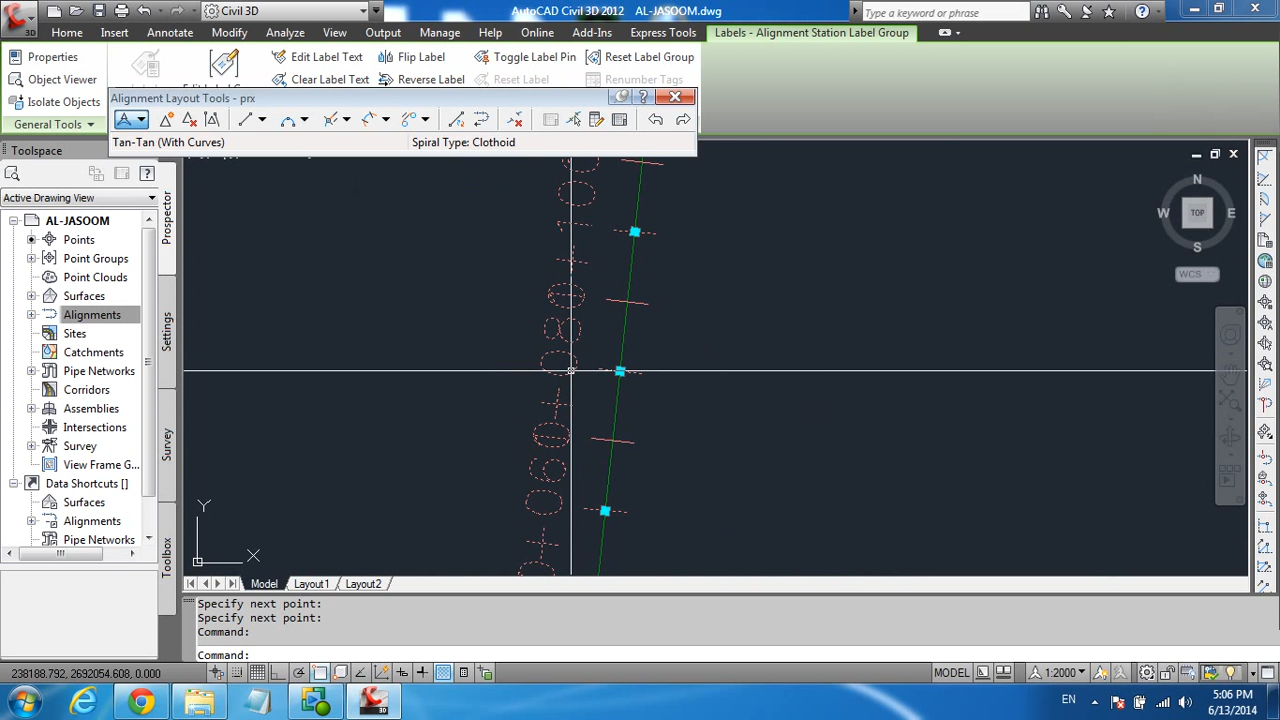 Civil 3D
AutoCAD Civil 3D 2012 AL-JASOOM.dwg
Type a keyword or phrase
Home Insert Annotate Modify Analyze View Output Manage Help Online Add-Ins Express Tools Labels - Alignment Station Label Group
Properties
Object Viewer
Isolate Objects
General Tools
Edit Label Text
Clear Label Text
Flip Label
Reverse Label
Toggle Label Pin
Reset Label
Reset Label Group
Renumber Tags
Alignment Layout Tools - prx
Tan-Tan (With Curves) Spiral Type: Clothoid
Toolspace
Active Drawing View
AL-JASOOM
Points
Point Groups
Point Clouds
Surfaces
Alignments
Sites
Catchments
Pipe Networks
Corridors
Assemblies
Intersections
Survey
View Frame G...
Data Shortcuts []
Surfaces
Alignments
Pipe Networks
Prospector
Settings
Survey
Toolbox
N
W TOP E
S
WCS
Y
X
Model Layout1 Layout2
Specify next point:
Specify next point:
Command:
Command:
238188.792, 2692054.608, 0.000
MODEL
1:2000
EN
5:06 PM
6/13/2014